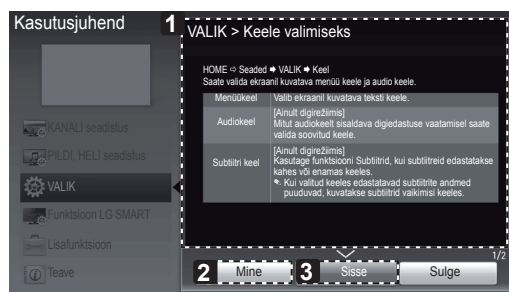 Kasutusjuhend
1
VALIK > Keele valimiseks
HOME ⇨ Seaded ➡ VALIK ➡ Keel
Saate valida ekraanil kuvatava menüü keele ja audio keele.
Menüükeel Valib ekraanil kuvatava teksti keele.
Audiokeel
[Ainult digirežiimis]
Mitut audiokeelt sisaldava digiedastuse vaatamisel saate
valida soovitud keele.
Subtiitri keel
[Ainult digirežiimis]
Kasutage funktsiooni Subtiitrid, kui subtiitreid edastatakse
kahes või enamas keeles.
Kui valitud keeles edastatavad subtiitrite andmed
puuduvad, kuvatakse subtiitrid vaikimisi keeles.
KANALI seadistus
PILDI, HELI seadistus
VALIK
Funktsioon LG SMART
Lisafunktsioon
Teave
1/2
2 Mine 3 Sisse Sulge